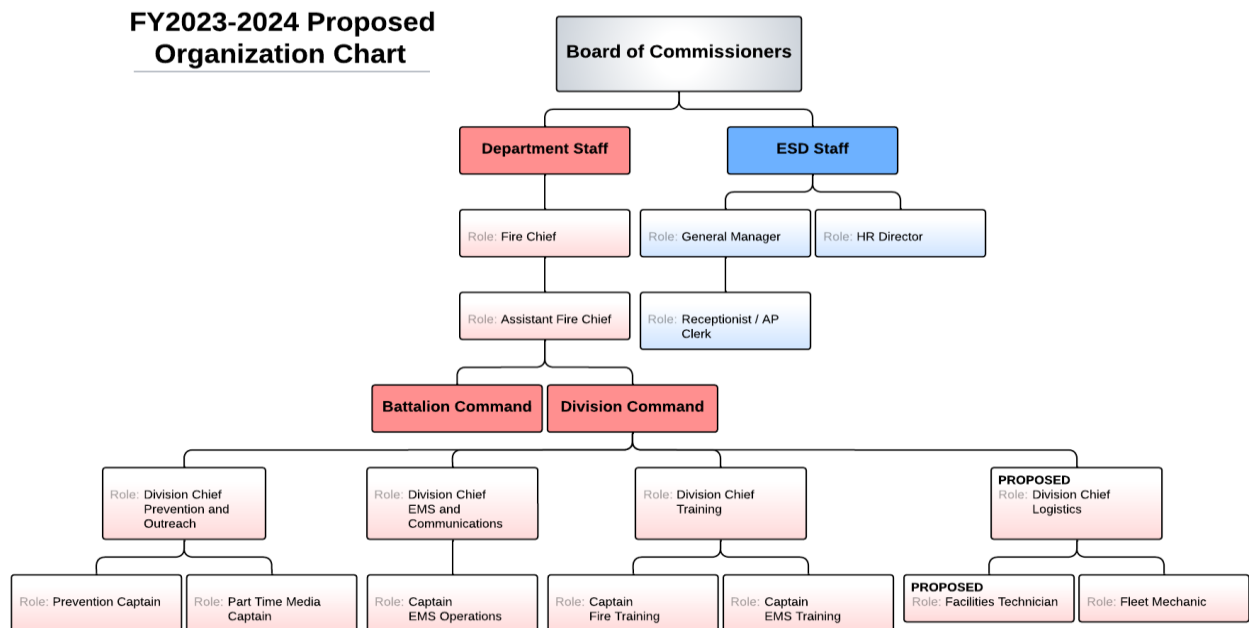 FY2023-2024 Proposed
Organization Chart
Board of Commissioners
Department Staff
ESD Staff
Role: Fire Chief
Role: General Manager
Role: HR Director
Role: Assistant Fire Chief
Role: Receptionist / AP
Clerk
Battalion Command
Division Command
Role: Division Chief
Prevention and
Outreach
Role: Division Chief
EMS and
Communications
Role: Division Chief
Training
PROPOSED
Role: Division Chief
Logistics
Role: Prevention Captain
Role: Part Time Media
Captain
Role: Captain
EMS Operations
Role: Captain
Fire Training
Role: Captain
EMS Training
PROPOSED
Role: Facilities Technician
Role: Fleet Mechanic